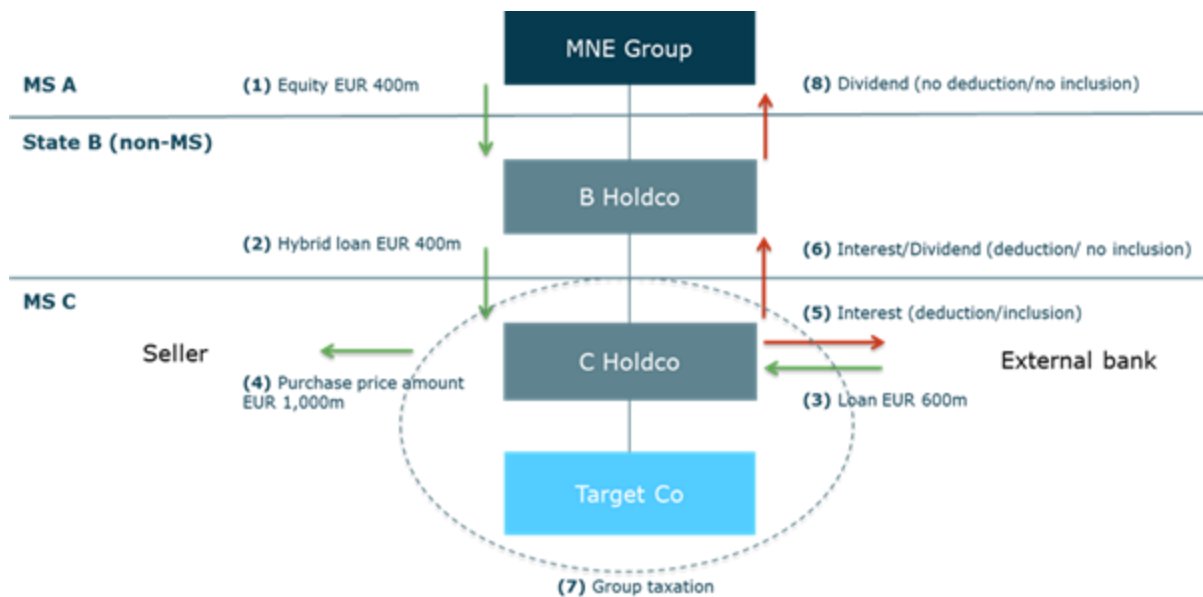 MNE Group
MS A
(1) Equity EUR 400m
(8) Dividend (no deduction/no inclusion)
State B (non-MS)
B Holdco
(2) Hybrid loan EUR 400m
(6) Interest/Dividend (deduction/ no inclusion)
MS C
(5) Interest (deduction/inclusion)
Seller
C Holdco
External bank
(4) Purchase price amount
EUR 1,000m
(3) Loan EUR 600m
Target Co
(7) Group taxation